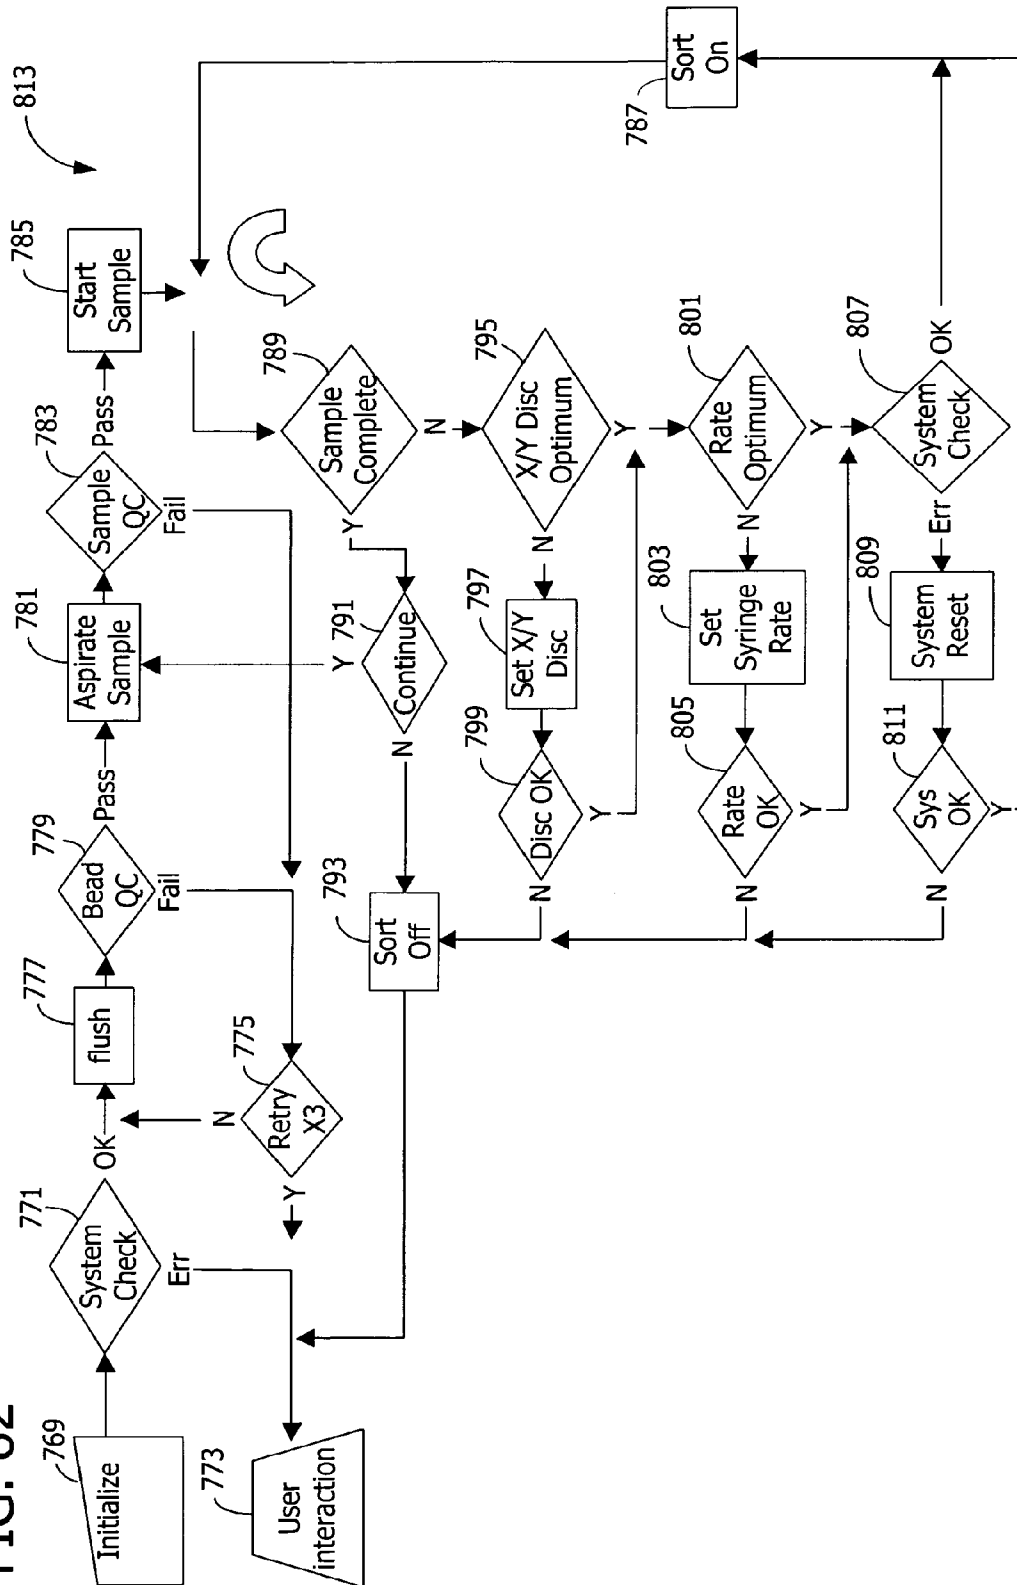 FIG. 62
813
769
Initialize
771
System
Check
OK
Err
777
flush
779
Bead
QC
Pass
Fail
781
Aspirate
Sample
783
Sample
QC
Pass
Fail
785
Start
Sample
773
User
interaction
775
Retry
X3
N
Y
787
Sort
On
789
Sample
Complete
Y
N
791
Continue
Y
N
793
Sort
Off
795
X/Y Disc
Optimum
N
Y
797
Set X/Y
Disc
799
Disc OK
N
Y
801
Rate
Optimum
N
Y
803
Set
Syringe
Rate
805
Rate
OK
N
Y
807
System
Check
OK
Err
809
System
Reset
811
Sys
OK
N
Y